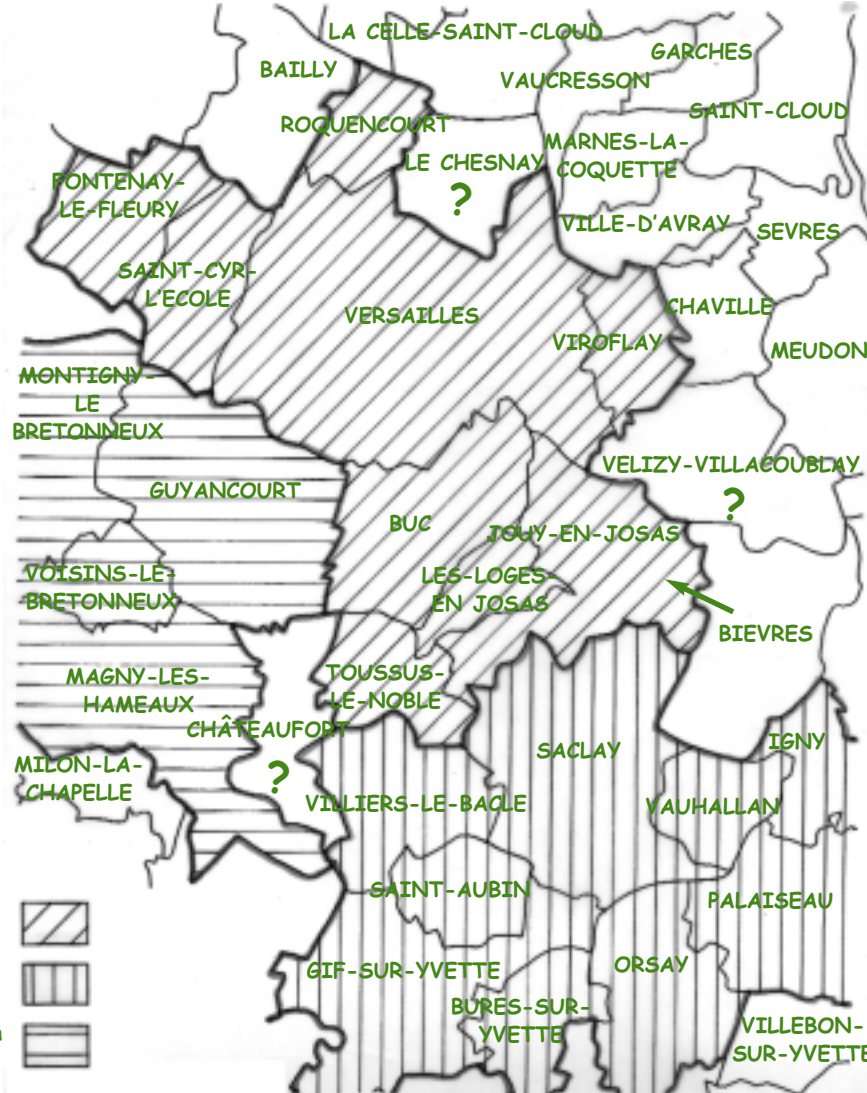 LA CELLE-SAINT-CLOUD
GARCHES
BAILLY
VAUCRESSON
SAINT-CLOUD
ROQUENCOURT
MARNES-LA-
COQUETTE
LE CHESNAY
?
FONTENAY-
LE-FLEURY
VILLE-D'AVRAY
SEVRES
SAINT-CYR-
L'ECOLE
CHAVILLE
VERSAILLES
VIROFLAY
MEUDON
MONTIGNY-
LE
BRETONNEUX
VELIZY-VILLACOUBLAY
?
GUYANCOURT
BUC
JOUY-EN-JOSAS
VOISINS-LE-
BRETONNEUX
LES-LOGES-
EN JOSAS
BIEVRES
MAGNY-LES-
HAMEAUX
TOUSSUS-
LE-NOBLE
CHÂTEAUFORT
?
SACLAY
IGNY
MILON-LA-
CHAPELLE
VILLIERS-LE-BACLE
VAUHALLAN
SAINT-AUBIN
PALAISEAU
GIF-SUR-YVETTE
ORSAY
BURES-SUR-
YVETTE
VILLEBON-
SUR-YVETTE